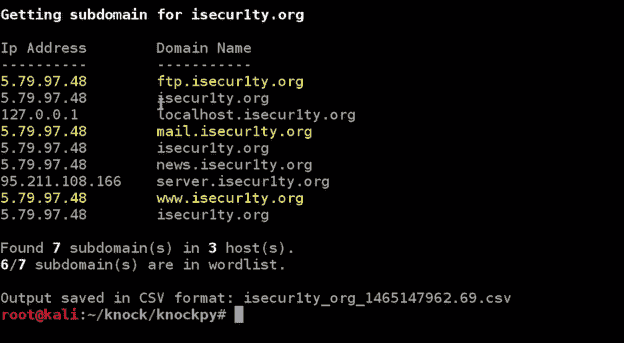 Getting subdomain for isecur1ty.org
Ip Address Domain Name
---------- -----------
5.79.97.48 ftp.isecur1ty.org
5.79.97.48 isecur1ty.org
127.0.0.1 localhost.isecur1ty.org
5.79.97.48 mail.isecur1ty.org
5.79.97.48 isecur1ty.org
5.79.97.48 news.isecur1ty.org
95.211.108.166 server.isecur1ty.org
5.79.97.48 www.isecur1ty.org
5.79.97.48 isecur1ty.org
Found 7 subdomain(s) in 3 host(s).
6/7 subdomain(s) are in wordlist.
Output saved in CSV format: isecur1ty_org_1465147962.69.csv
root@kali:~/knock/knockpy#